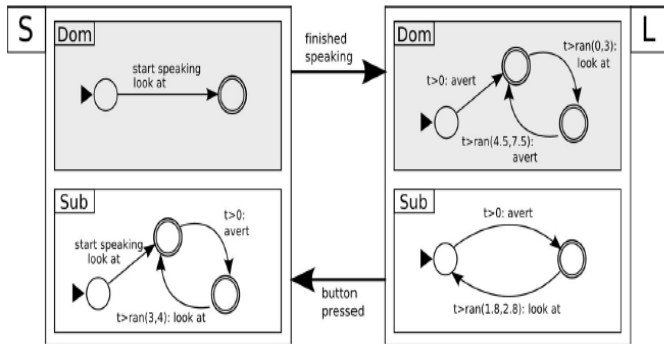 S
Dom
start speaking
look at
finished
speaking
Dom
t>ran(0,3):
look at
t>0: avert
t>ran(4.5,7.5):
avert
L
Sub
t>0:
avert
start speaking
look at
t>ran(3,4): look at
button
pressed
Sub
t>0: avert
t>ran(1.8,2.8): look at